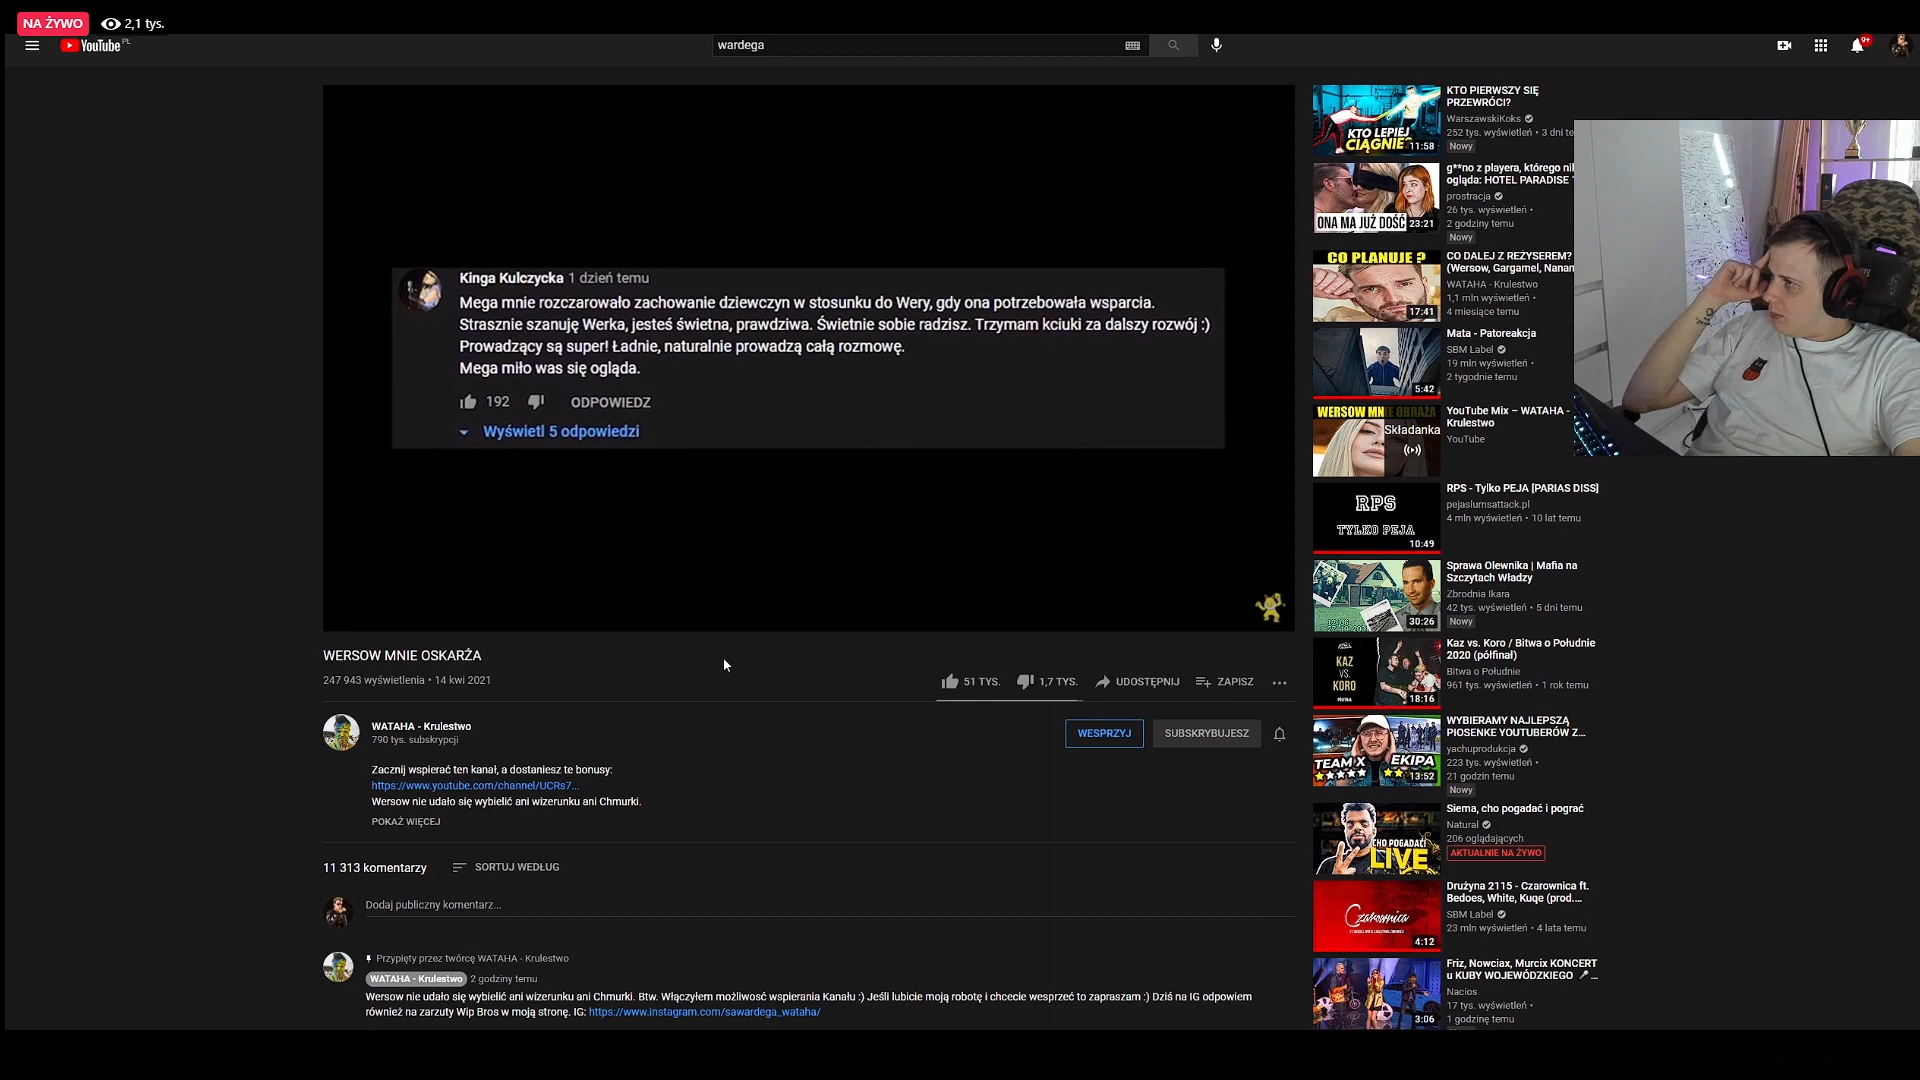 NA ŻYWO 2,1 tys.
YouTube PL
wardega
9+
Kinga Kulczycka 1 dzień temu
Mega mnie rozczarowało zachowanie dziewczyn w stosunku do Wery, gdy ona potrzebowała wsparcia.
Strasznie szanuję Werka, jesteś świetna, prawdziwa. Świetnie sobie radzisz. Trzymam kciuki za dalszy rozwój :)
Prowadzący są super! Ładnie, naturalnie prowadzą całą rozmowę.
Mega miło was się ogląda.
192 ODPOWIEDZ
Wyświetl 5 odpowiedzi
WERSOW MNIE OSKARŻA
247 943 wyświetlenia • 14 kwi 2021
51 TYS. 1,7 TYS. UDOSTĘPNIJ ZAPISZ
WATAHA - Krulestwo
790 tys. subskrypcji
WESPRZYJ SUBSKRYBUJESZ
Zacznij wspierać ten kanał, a dostaniesz te bonusy:
https://www.youtube.com/channel/UCRs7...
Wersow nie udało się wybielić ani wizerunku ani Chmurki.
POKAŻ WIĘCEJ
11 313 komentarzy SORTUJ WEDŁUG
Dodaj publiczny komentarz...
Przypięty przez twórcę WATAHA - Krulestwo
WATAHA - Krulestwo 2 godziny temu
Wersow nie udało się wybielić ani wizerunku ani Chmurki. Btw. Włączyłem możliwosć wspierania Kanału :) Jeśli lubicie moją robotę i chcecie wesprzeć to zapraszam :) Dziś na IG odpowiem
również na zarzuty Wip Bros w moją stronę. IG: https://www.instagram.com/sawardega_wataha/
KTO LEPIEJ
CIĄGNIE?
11:58
KTO PIERWSZY SIĘ
PRZEWRÓCI?
WarszawskiKoks
252 tys. wyświetleń • 3 dni te
Nowy
ONA MA JUŻ DOŚĆ
23:21
g**no z playera, którego nik
ogląda: HOTEL PARADISE
prostracja
26 tys. wyświetleń •
2 godziny temu
Nowy
CO PLANUJE ?
17:41
CO DALEJ Z REŻYSEREM?
(Wersow, Gargamel, Nanan
WATAHA - Krulestwo
1,1 mln wyświetleń •
4 miesiące temu
5:42
Mata - Patoreakcja
SBM Label
19 mln wyświetleń •
2 tygodnie temu
WERSOW MNIE OBRAŻA
Składanka
YouTube Mix – WATAHA -
Krulestwo
YouTube
RPS
TYLKO PEJA
10:49
RPS - Tylko PEJA [PARIAS DISS]
pejaslumsattack.pl
4 mln wyświetleń • 10 lat temu
30:26
Sprawa Olewnika | Mafia na
Szczytach Władzy
Zbrodnia Ikara
42 tys. wyświetleń • 5 dni temu
Nowy
KAZ
VS.
KORO
18:16
Kaz vs. Koro / Bitwa o Południe
2020 (półfinał)
Bitwa o Południe
961 tys. wyświetleń • 1 rok temu
TEAM X EKIPA
13:52
WYBIERAMY NAJLEPSZĄ
PIOSENKE YOUTUBERÓW Z...
yachuprodukcja
223 tys. wyświetleń •
21 godzin temu
Nowy
CHO POGADAĆ!
LIVE
Siema, cho pogadać i pograć
Natural
206 oglądających
AKTUALNIE NA ŻYWO
Czarownica
4:12
Drużyna 2115 - Czarownica ft.
Bedoes, White, Kuqe (prod....
SBM Label
23 mln wyświetleń • 4 lata temu
3:06
Friz, Nowciax, Murcix KONCERT
u KUBY WOJEWÓDZKIEGO 🎤...
Nacios
17 tys. wyświetleń •
1 godzinę temu